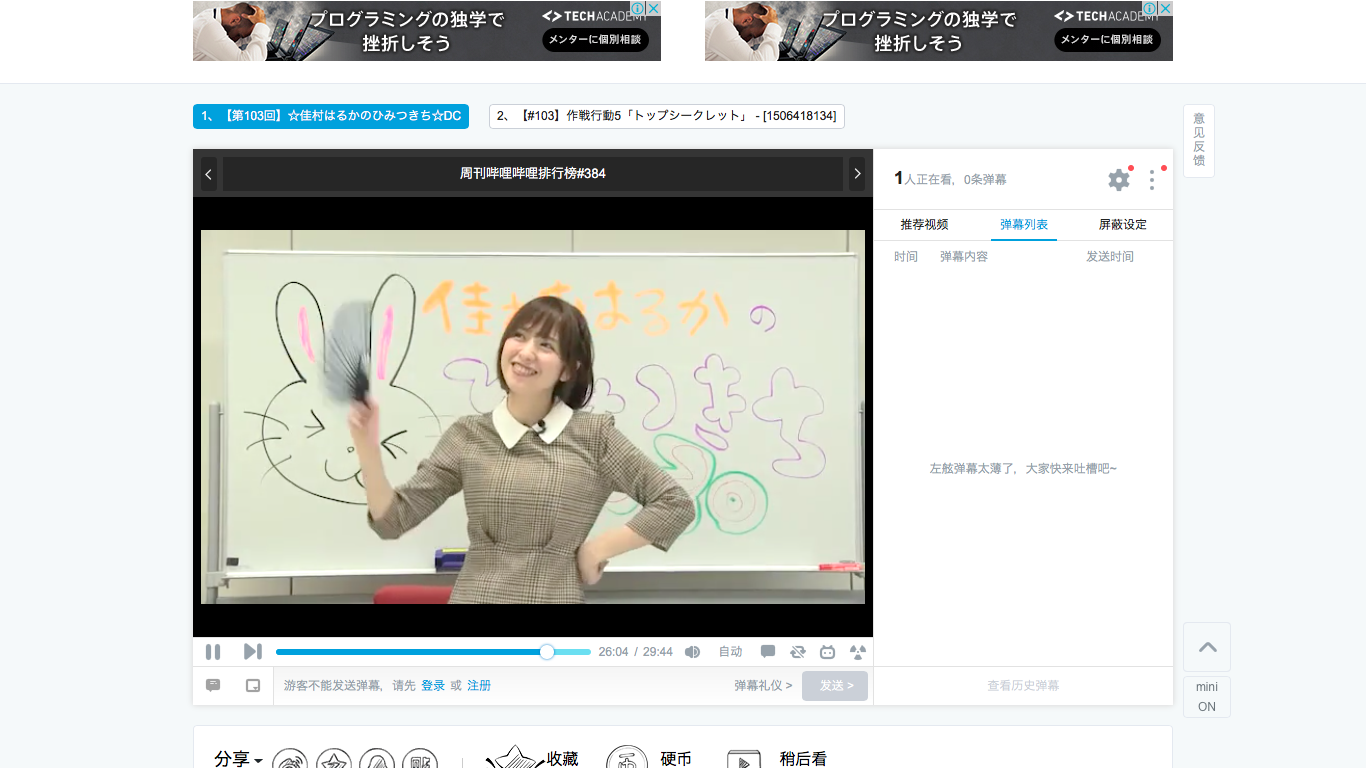 プログラミングの独学で
挫折しそう
TECHACADEMY
メンターに個別相談
プログラミングの独学で
挫折しそう
TECHACADEMY
メンターに個別相談
1、【第103回】☆佳村はるかのひみつきち☆DC
2、【#103】作戦行動5「トップシークレット」 - [1506418134]
意见反馈
周刊哔哩哔哩排行榜#384
1人正在看，0条弹幕
推荐视频 弹幕列表 屏蔽设定
时间 弹幕内容 发送时间
佳 はるかの
きち
左舷弹幕太薄了，大家快来吐槽吧~
26:04 / 29:44 自动
游客不能发送弹幕，请先 登录 或 注册 弹幕礼仪 > 发送 >
查看历史弹幕
mini
ON
分享 收藏 硬币 稍后看